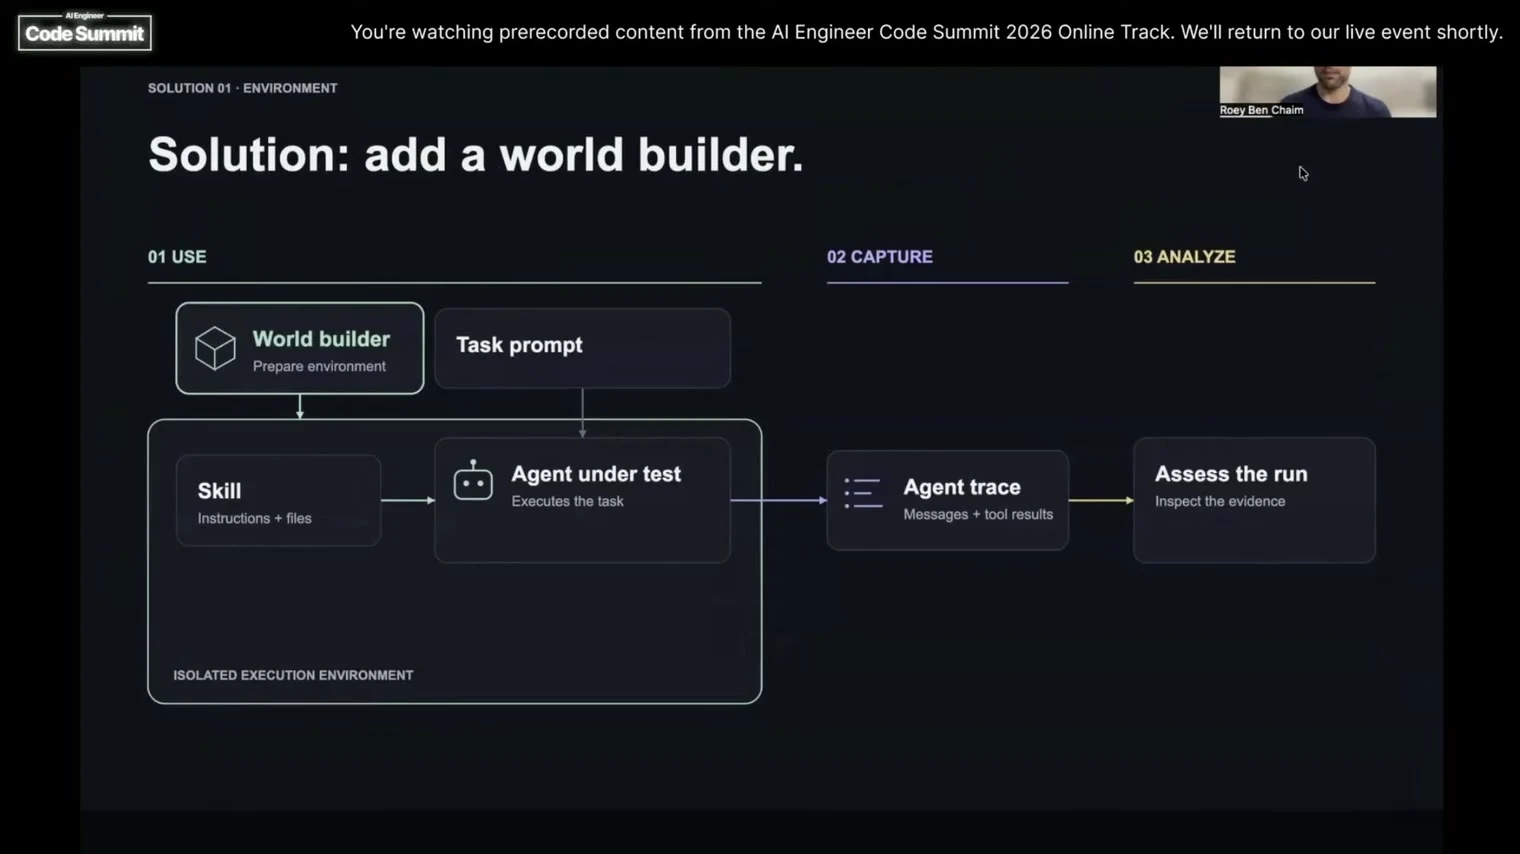 AI Engineer
Code Summit
You're watching prerecorded content from the AI Engineer Code Summit 2026 Online Track. We'll return to our live event shortly.
SOLUTION 01 · ENVIRONMENT
Roey Ben Chaim
Solution: add a world builder.
01 USE
02 CAPTURE
03 ANALYZE
World builder
Prepare environment
Task prompt
Skill
Instructions + files
Agent under test
Executes the task
Agent trace
Messages + tool results
Assess the run
Inspect the evidence
ISOLATED EXECUTION ENVIRONMENT